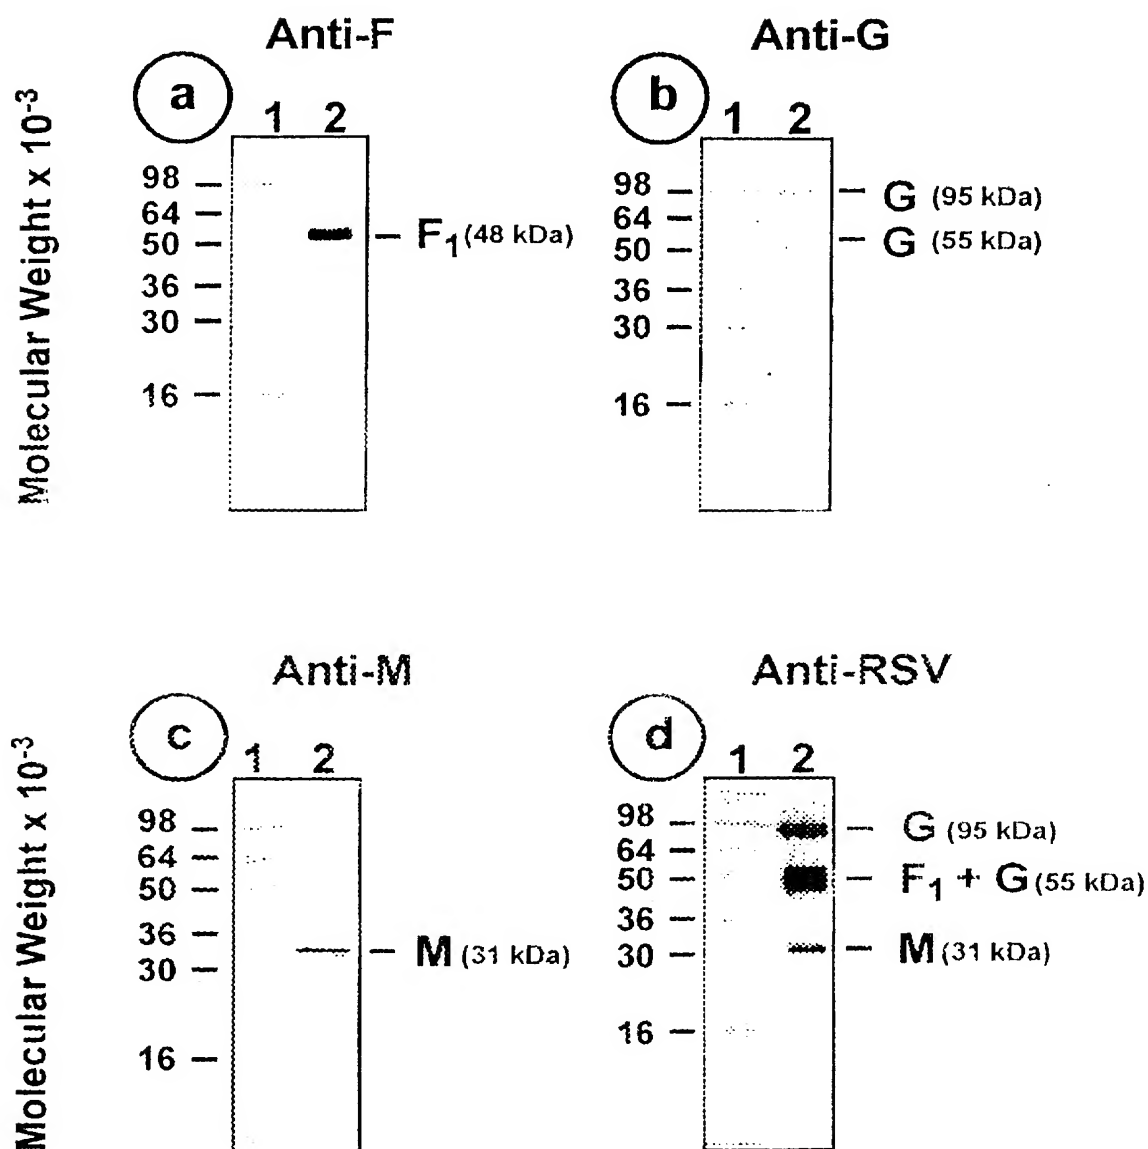 Anti-F
a
1 2
Molecular Weight x 10-3
98
64
50
36
30
16
F1 (48 kDa)
Anti-G
b
1 2
98
64
50
36
30
16
G (95 kDa)
G (55 kDa)
Anti-M
c
1 2
Molecular Weight x 10-3
98
64
50
36
30
16
M (31 kDa)
Anti-RSV
d
1 2
98
64
50
36
30
16
G (95 kDa)
F1 + G (55 kDa)
M (31 kDa)